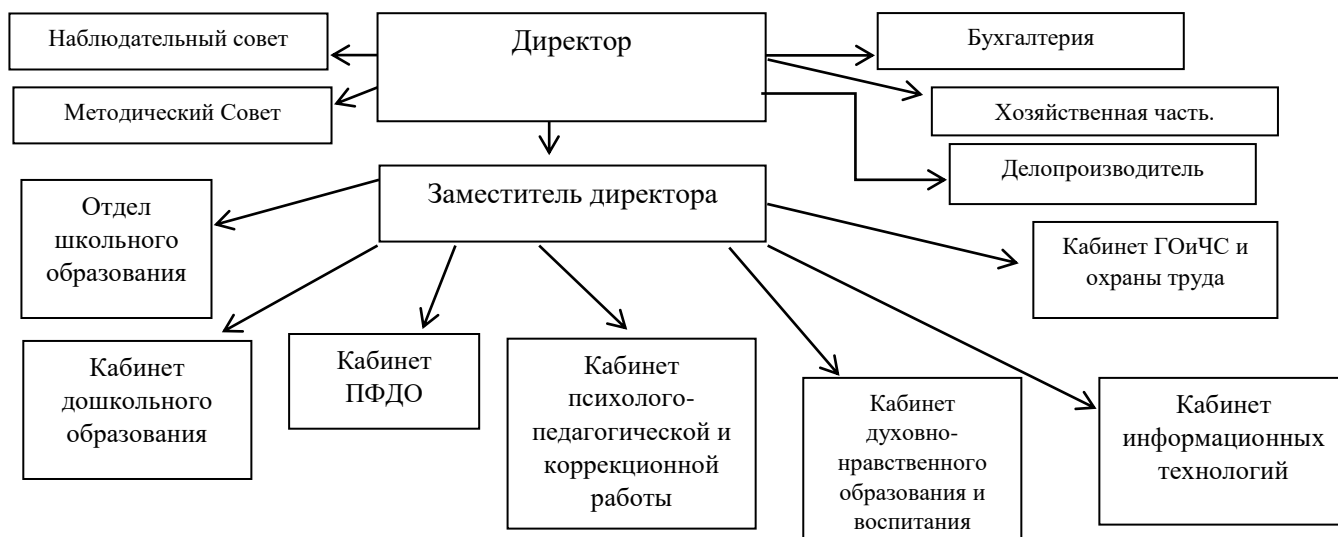 Наблюдательный совет
Директор
Бухгалтерия
Методический Совет
Хозяйственная часть.
Делопроизводитель
Заместитель директора
Отдел
школьного
образования
Кабинет ГОиЧС и
охраны труда
Кабинет
дошкольного
образования
Кабинет
ПФДО
Кабинет
психолого-
педагогической и
коррекционной
работы
Кабинет
духовно-
нравственного
образования и
воспитания
Кабинет
информационных
технологий